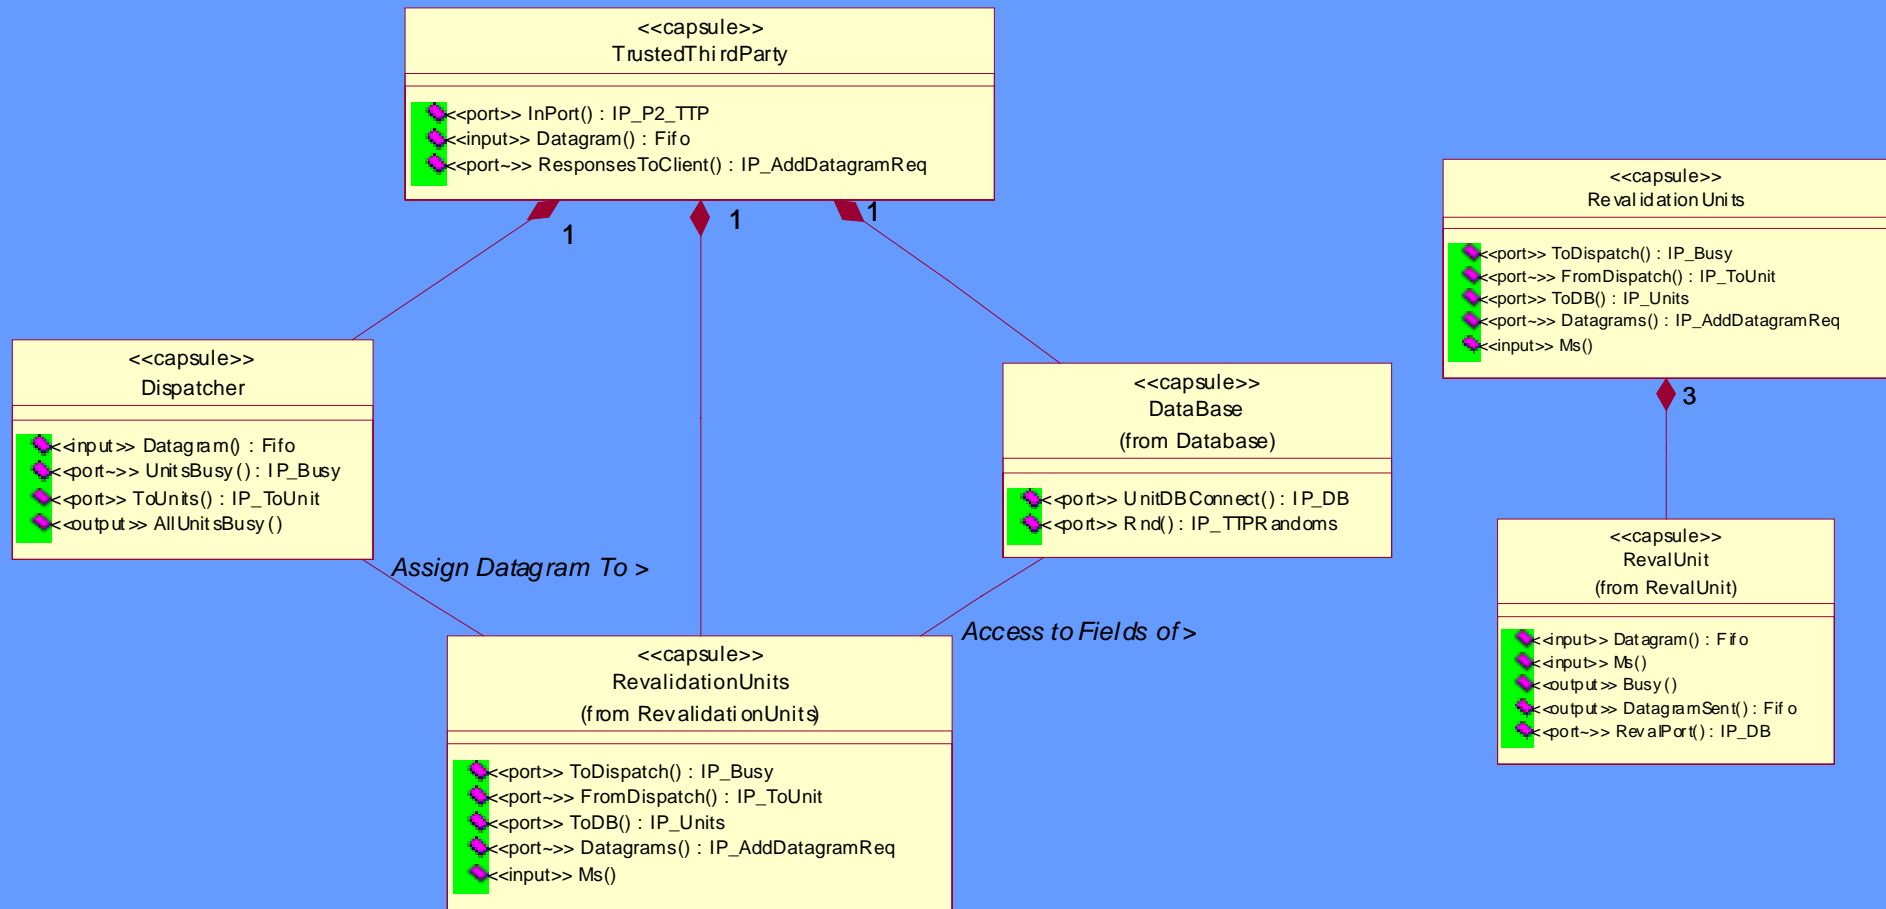 <<capsule>>
TrustedThirdParty
<<port>> InPort() : IP_P2_TTP
<<input>> Datagram() : Fifo
<<port~>> ResponsesToClient() : IP_AddDatagramReq
1
1
1
<<capsule>>
Dispatcher
<<input>> Datagram() : Fifo
<<port~>> UnitsBusy() : IP_Busy
<<port>> ToUnits() : IP_ToUnit
<<output>> AllUnitsBusy()
<<capsule>>
DataBase
(from Database)
<<port>> UnitDBConnect() : IP_DB
<<port>> Rnd() : IP_TTPRandoms
Assign Datagram To >
Access to Fields of >
<<capsule>>
RevalidationUnits
(from RevalidationUnits)
<<port>> ToDispatch() : IP_Busy
<<port~>> FromDispatch() : IP_ToUnit
<<port>> ToDB() : IP_Units
<<port~>> Datagrams() : IP_AddDatagramReq
<<input>> Ms()
<<capsule>>
RevalidationUnits
<<port>> ToDispatch() : IP_Busy
<<port~>> FromDispatch() : IP_ToUnit
<<port>> ToDB() : IP_Units
<<port~>> Datagrams() : IP_AddDatagramReq
<<input>> Ms()
3
<<capsule>>
RevalUnit
(from RevalUnit)
<<input>> Datagram() : Fifo
<<input>> Ms()
<<output>> Busy()
<<output>> DatagramSent() : Fifo
<<port~>> RevalPort() : IP_DB